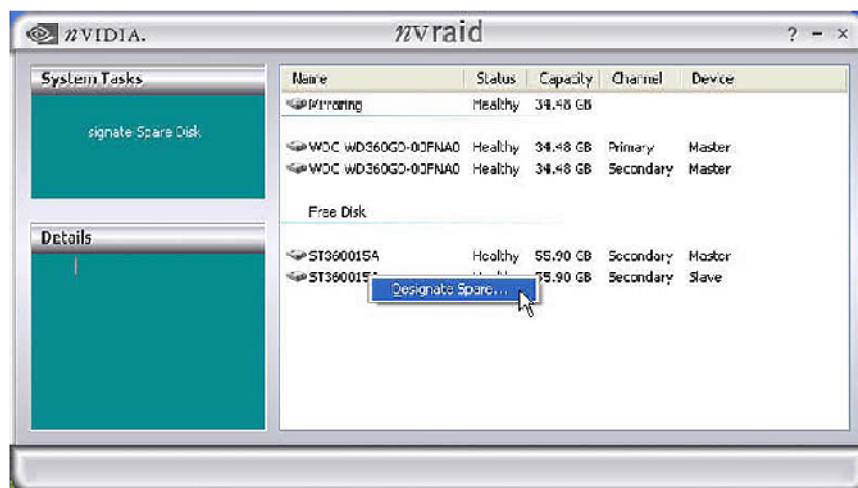 nVIDIA. nvraid ? - ×
System Tasks
signate Spare Disk
Details
Name Status Capacity Channel Device
Mirroring Healthy 34.48 GB
WDC WD360GD-00FNA0 Healthy 34.48 GB Primary Master
WDC WD360GD-00FNA0 Healthy 34.48 GB Secondary Master
Free Disk
ST360015A Healthy 55.90 GB Secondary Master
ST360015 55.90 GB Secondary Slave
Designate Spare...